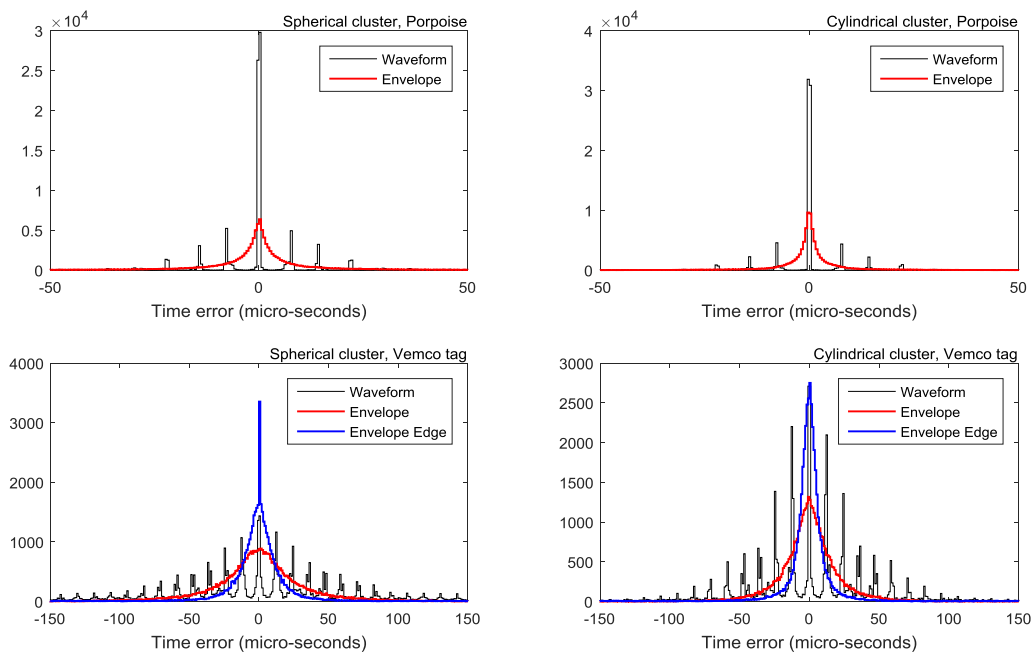 ×10⁴ Spherical cluster, Porpoise
3
2.5
2
1.5
1
0.5
0
Waveform
Envelope
-50 0 50
Time error (micro-seconds)
×10⁴ Cylindrical cluster, Porpoise
4
3
2
1
0
Waveform
Envelope
-50 0 50
Time error (micro-seconds)
Spherical cluster, Vemco tag
4000
3000
2000
1000
0
Waveform
Envelope
Envelope Edge
-150 -100 -50 0 50 100 150
Time error (micro-seconds)
Cylindrical cluster, Vemco tag
3000
2500
2000
1500
1000
500
0
Waveform
Envelope
Envelope Edge
-150 -100 -50 0 50 100 150
Time error (micro-seconds)